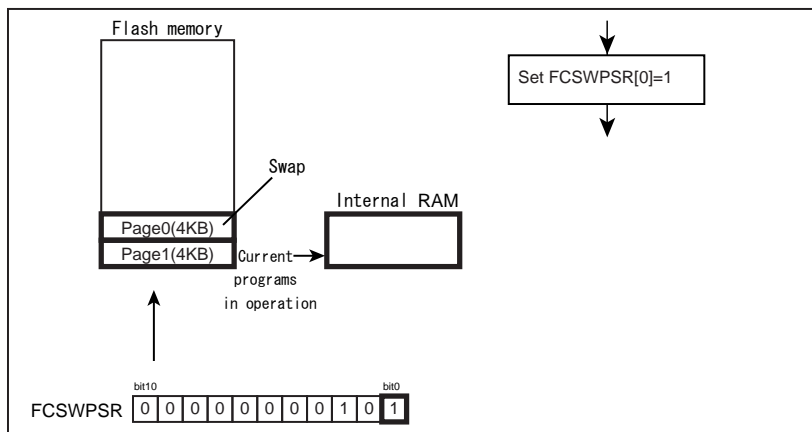 Flash memory
Set FCSWPSR[0]=1
Swap
Internal RAM
Page0(4KB)
Page1(4KB)
Current
programs
in operation
bit10
bit0
FCSWPSR 0 0 0 0 0 0 0 0 1 0 1